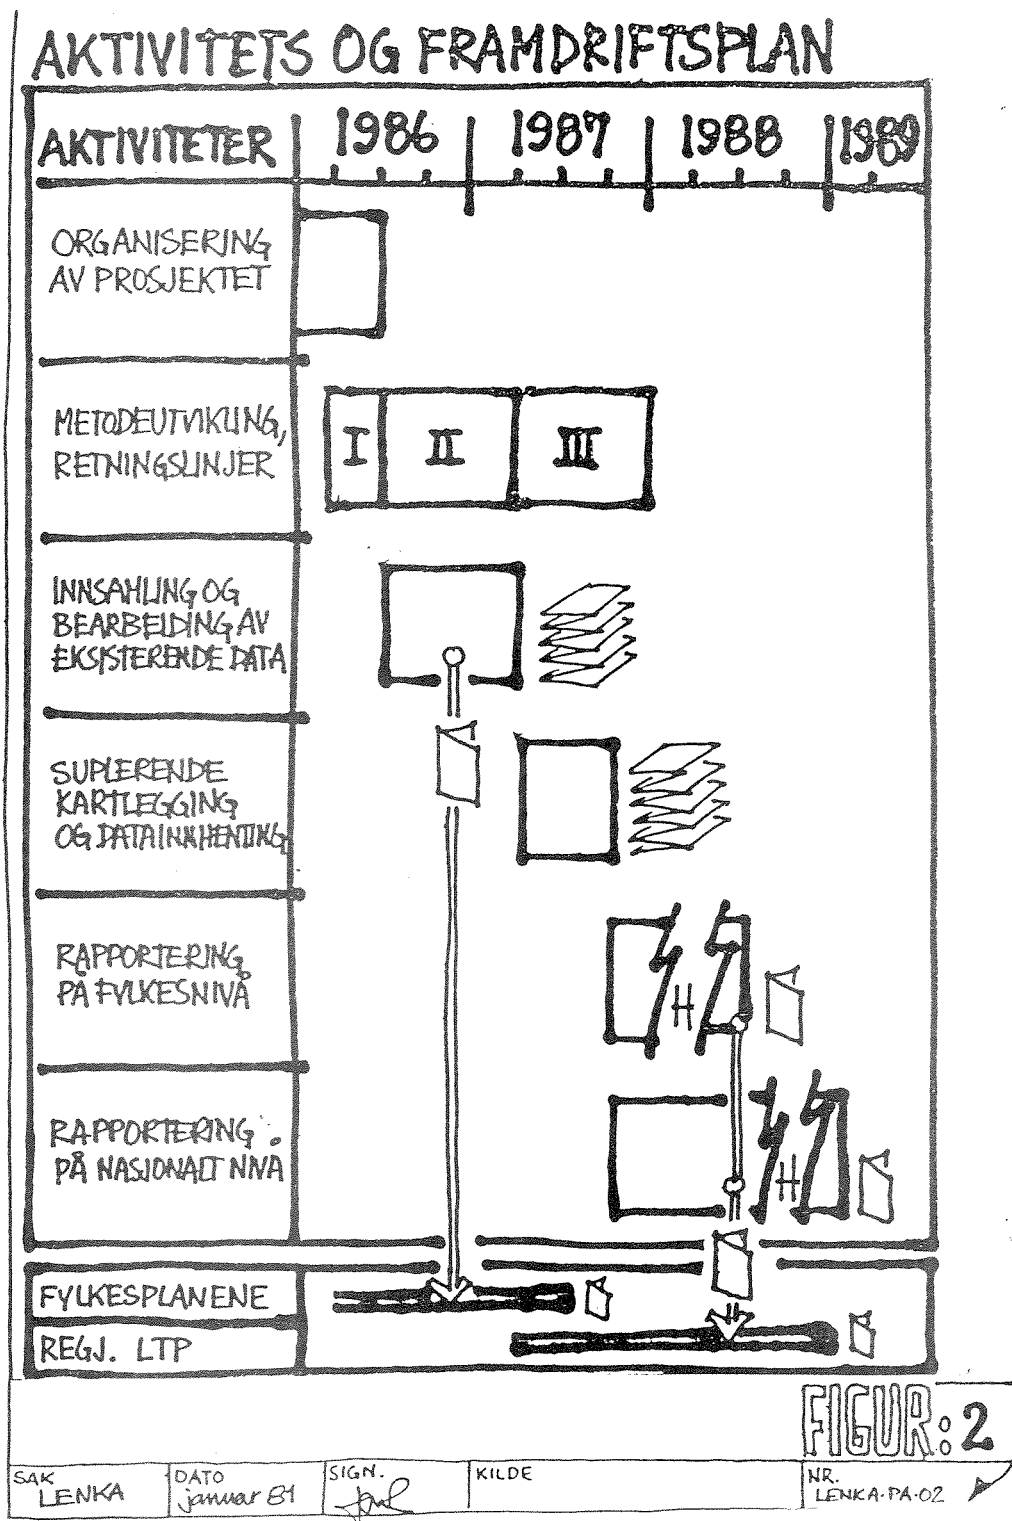 AKTIVITETS OG FRAMDRIFTSPLAN
AKTIVITETER
1986
1987
1988
1989
ORGANISERING
AV PROSJEKTET
METODEUTVIKLING,
RETNINGSLINJER
I
II
III
INNSAMLING OG
BEARBEIDING AV
EKSISTERENDE DATA
SUPLERENDE
KARTLEGGING
OG DATAINNHENTING
RAPPORTERING
PÅ FYLKESNIVÅ
H
RAPPORTERING
PÅ NASJONALT NIVA
H
FYLKESPLANENE
REGJ. LTP
FIGUR: 2
SAK
LENKA
DATO
januar 81
SIGN.
KILDE
NR.
LENKA-PA-02